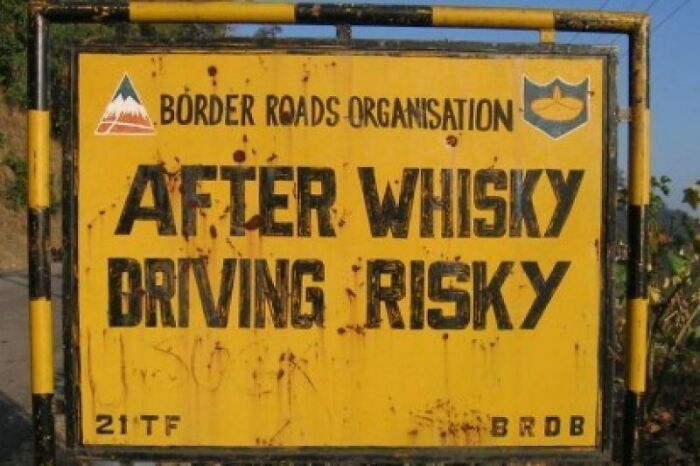 BORDER ROADS ORGANISATION
AFTER WHISKY
DRIVING RISKY
21 TF BRDB